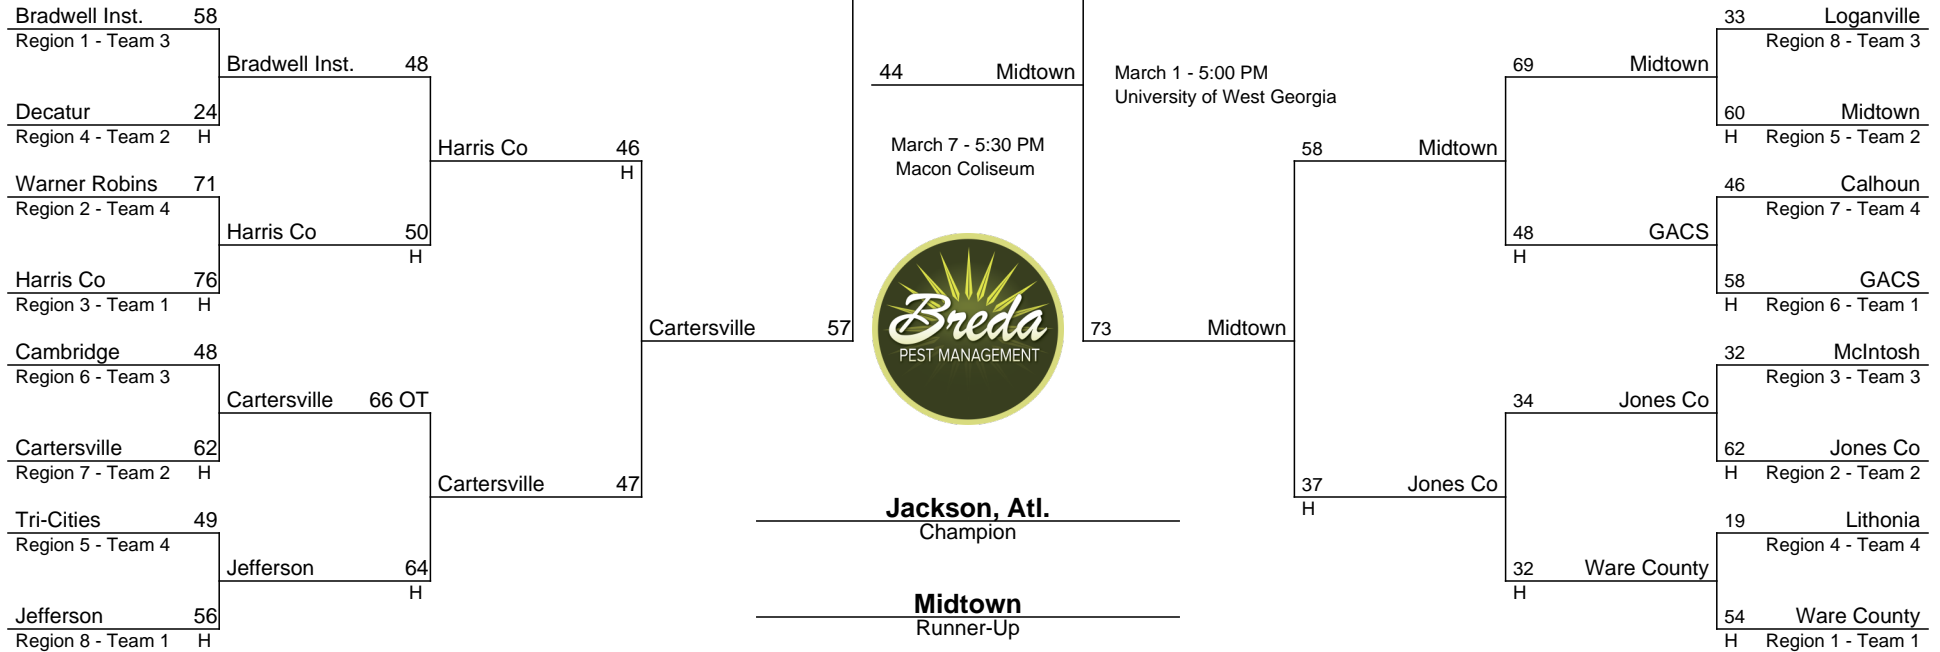 Bradwell Inst. 58
Region 1 - Team 3
Bradwell Inst. 48
Decatur 24
Region 4 - Team 2 H
Harris Co 46
H
Warner Robins 71
Region 2 - Team 4
Harris Co 50
H
Harris Co 76
Region 3 - Team 1 H
Cartersville 57
Cambridge 48
Region 6 - Team 3
Cartersville 66 OT
Cartersville 62
Region 7 - Team 2 H
Cartersville 47
Tri-Cities 49
Region 5 - Team 4
Jefferson 64
H
Jefferson 56
Region 8 - Team 1 H
44 Midtown
March 7 - 5:30 PM
Macon Coliseum
Breda
PEST MANAGEMENT
Jackson, Atl.
Champion
Midtown
Runner-Up
March 1 - 5:00 PM
University of West Georgia
73 Midtown
33 Loganville
Region 8 - Team 3
69 Midtown
60 Midtown
H Region 5 - Team 2
58 Midtown
46 Calhoun
Region 7 - Team 4
48 GACS
H
58 GACS
H Region 6 - Team 1
32 McIntosh
Region 3 - Team 3
34 Jones Co
62 Jones Co
H Region 2 - Team 2
37 Jones Co
H
19 Lithonia
Region 4 - Team 4
32 Ware County
H
54 Ware County
H Region 1 - Team 1